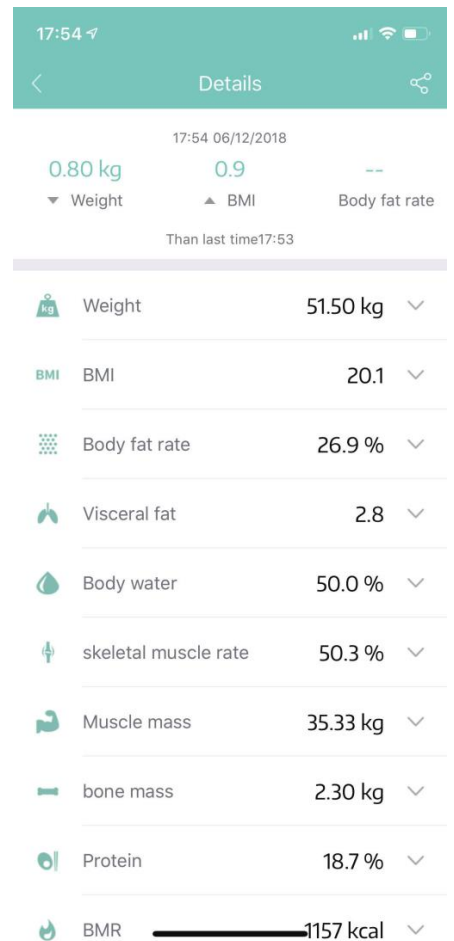 17:54
Details
17:54 06/12/2018
0.80 kg 0.9 --
Weight BMI Body fat rate
Than last time17:53
kg Weight 51.50 kg
BMI BMI 20.1
Body fat rate 26.9 %
Visceral fat 2.8
Body water 50.0 %
skeletal muscle rate 50.3 %
Muscle mass 35.33 kg
bone mass 2.30 kg
Protein 18.7 %
BMR 1157 kcal